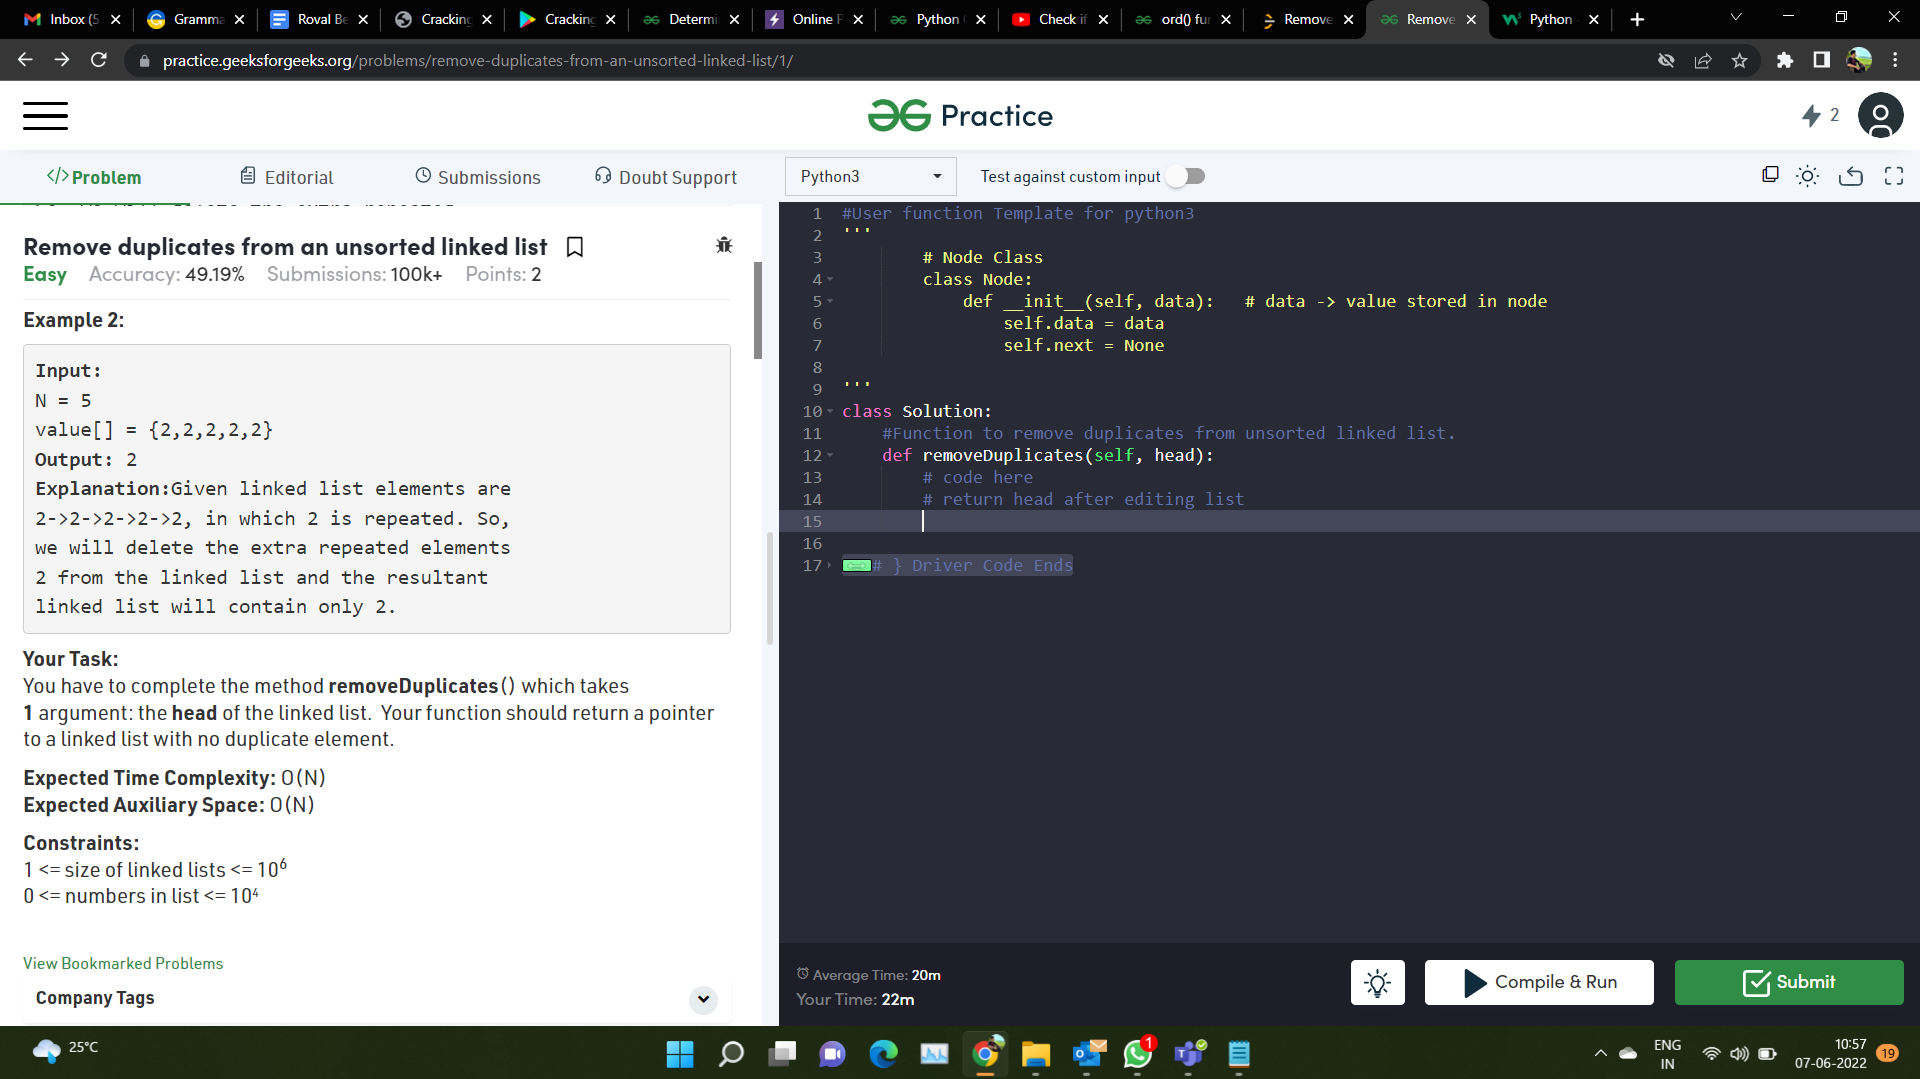 Inbox (5
Gramma
Roval Be
Cracking
Cracking
Determi
Online P
Python
Check if
ord() fu
Remove
Remove
Python
practice.geeksforgeeks.org/problems/remove-duplicates-from-an-unsorted-linked-list/1/
Practice
2
</>Problem
Editorial
Submissions
Doubt Support
Python3
Test against custom input
Remove duplicates from an unsorted linked list
Easy Accuracy: 49.19% Submissions: 100k+ Points: 2
Example 2:
Input:
N = 5
value[] = {2,2,2,2,2}
Output: 2
Explanation:Given linked list elements are
2->2->2->2->2, in which 2 is repeated. So,
we will delete the extra repeated elements
2 from the linked list and the resultant
linked list will contain only 2.
Your Task:
You have to complete the method removeDuplicates() which takes
1 argument: the head of the linked list. Your function should return a pointer
to a linked list with no duplicate element.
Expected Time Complexity: O(N)
Expected Auxiliary Space: O(N)
Constraints:
1 <= size of linked lists <= 10⁶
0 <= numbers in list <= 10⁴
View Bookmarked Problems
Company Tags
1 #User function Template for python3
2 '''
3 # Node Class
4 class Node:
5 def __init__(self, data): # data -> value stored in node
6 self.data = data
7 self.next = None
8
9 '''
10 class Solution:
11 #Function to remove duplicates from unsorted linked list.
12 def removeDuplicates(self, head):
13 # code here
14 # return head after editing list
15
16
17 # } Driver Code Ends
Average Time: 20m
Your Time: 22m
Compile & Run
Submit
25°C
1
ENG
IN
10:57
07-06-2022
19